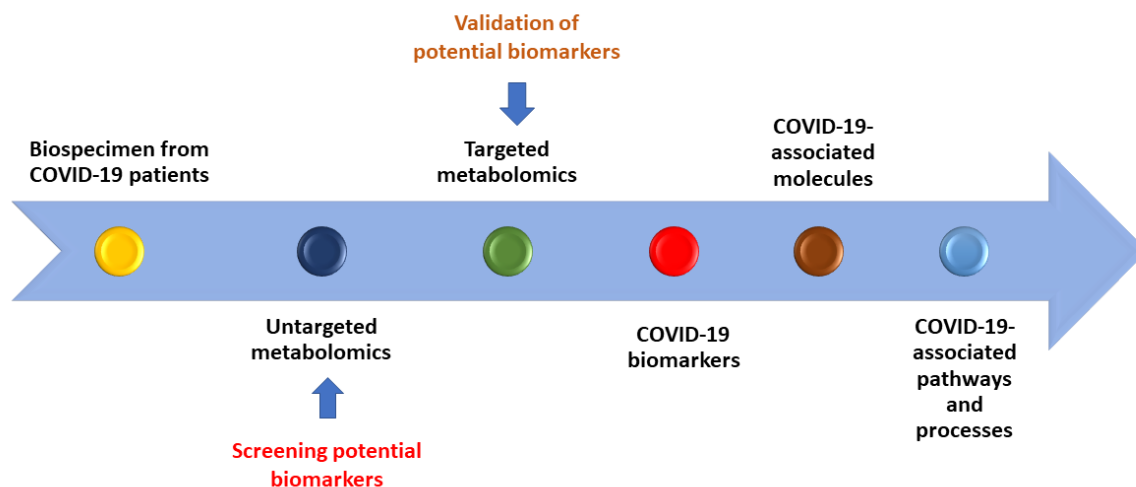 Validation of
potential biomarkers
Biospecimen from
COVID-19 patients
Targeted
metabolomics
COVID-19-
associated
molecules
Untargeted
metabolomics
COVID-19
biomarkers
COVID-19-
associated
pathways
and
processes
Screening potential
biomarkers